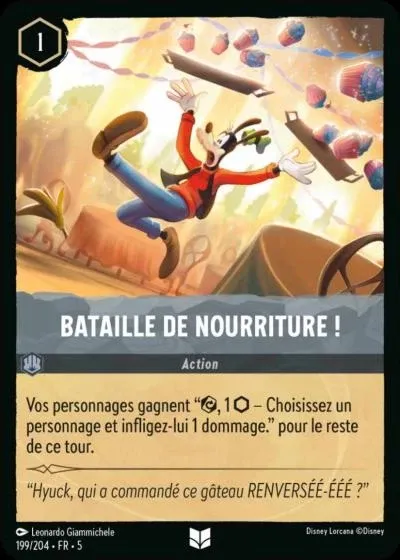 1
BATAILLE DE NOURRITURE !
Action
Vos personnages gagnent “⟳, 1 ⬡ – Choisissez un
personnage et infligez-lui 1 dommage.” pour le reste
de ce tour.
“Hyuck, qui a commandé ce gâteau RENVERSÉÉ-ÉÉÉ ?”
Leonardo Giammichele
Disney Lorcana ©Disney
199/204 • FR • 5